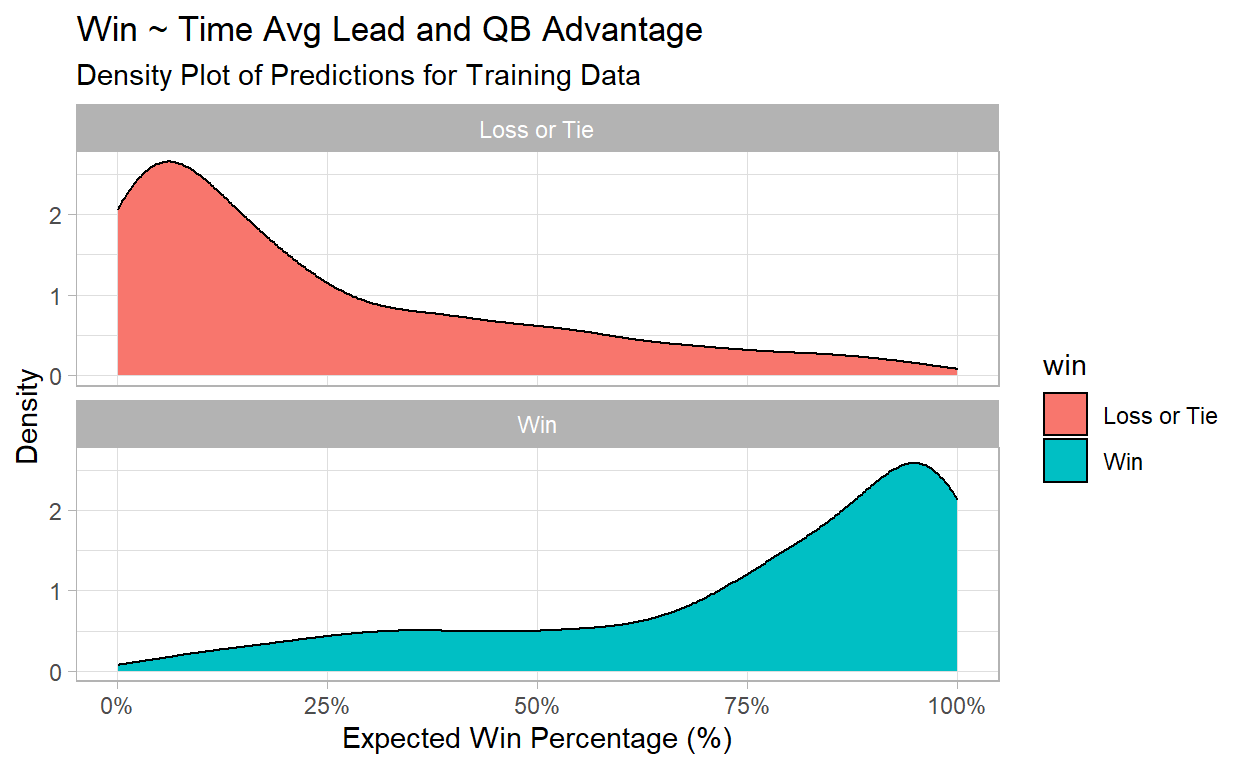 Win ~ Time Avg Lead and QB Advantage
Density Plot of Predictions for Training Data
Loss or Tie
2
1
0
Win
2
1
0
Density
0% 25% 50% 75% 100%
Expected Win Percentage (%)
win
Loss or Tie
Win